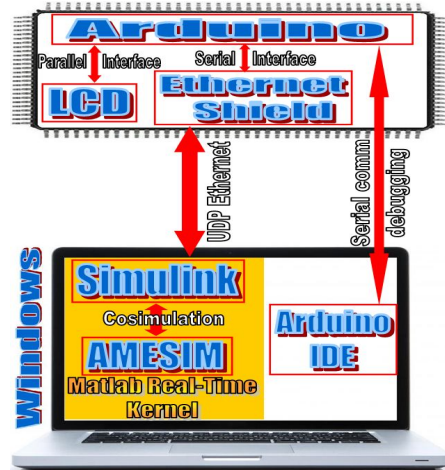 Arduino
Parallel Interface
Serial Interface
LCD
Ethernet
Shield
UDP Ethernet
Serial comm
debugging
Windows
Simulink
Cosimulation
AMESIM
Matlab Real-Time
Kernel
Arduino
IDE